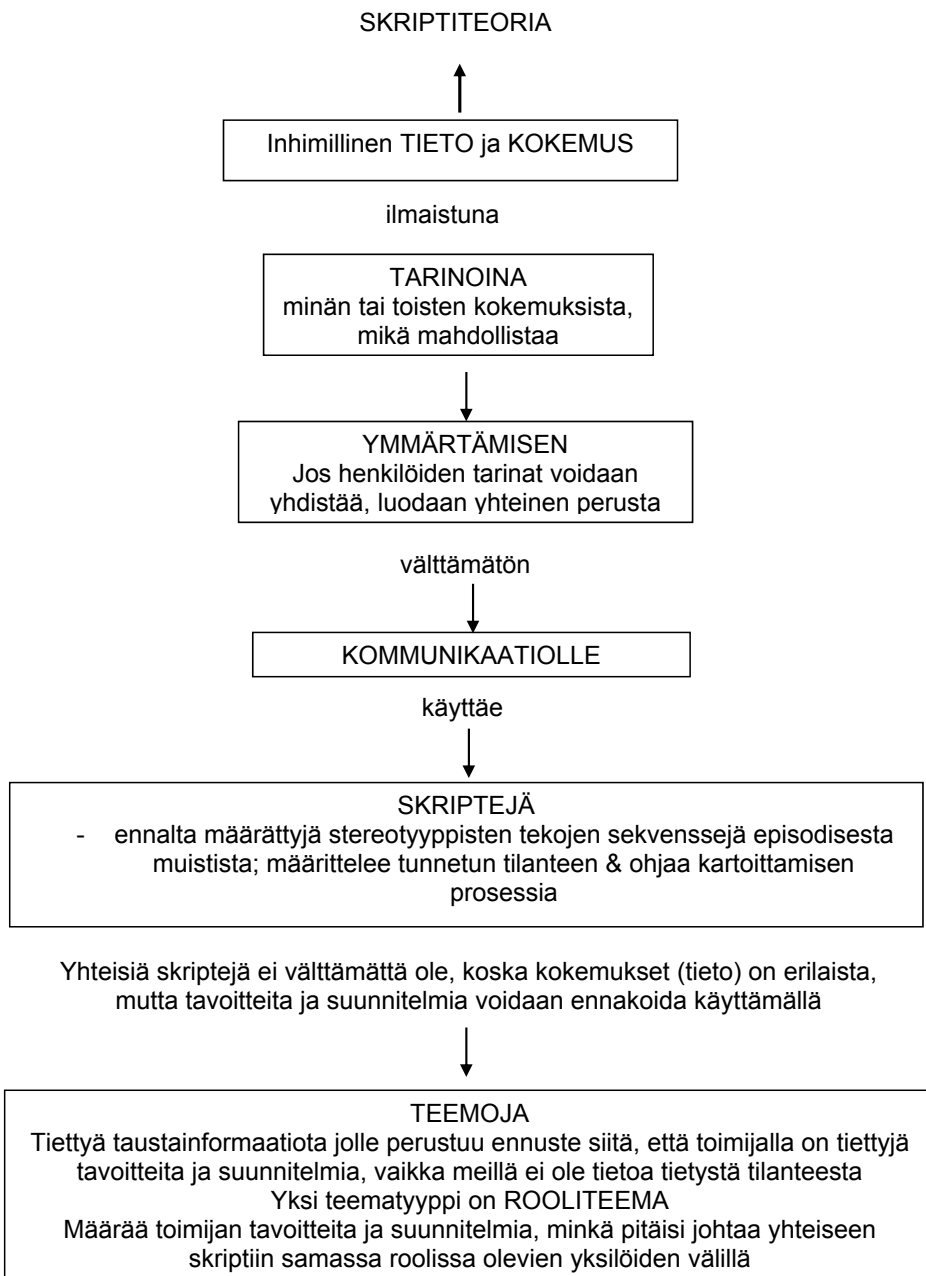 SKRIPTITEORIA
Inhimillinen TIETO ja KOKEMUS
ilmaistuna
TARINOINA
minän tai toisten kokemuksista,
mikä mahdollistaa
YMMÄRTÄMISEN
Jos henkilöiden tarinat voidaan
yhdistää, luodaan yhteinen perusta
välttämätön
KOMMUNIKAATIOLLE
käyttäe
SKRIPTEJÄ
- ennalta määrättyjä stereotyyppisten tekojen sekvenssejä episodisesta
muistista; määrittelee tunnetun tilanteen & ohjaa kartoittamisen
prosessia
Yhteisiä skriptejä ei välttämättä ole, koska kokemukset (tieto) on erilaista,
mutta tavoitteita ja suunnitelmia voidaan ennakoida käyttämällä
TEEMOJA
Tiettyä taustainformaatiota jolle perustuu ennuste siitä, että toimijalla on tiettyjä
tavoitteita ja suunnitelmia, vaikka meillä ei ole tietoa tietystä tilanteesta
Yksi teematyyppi on ROOLITEEMA
Määrää toimijan tavoitteita ja suunnitelmia, minkä pitäisi johtaa yhteiseen
skriptiin samassa roolissa olevien yksilöiden välillä